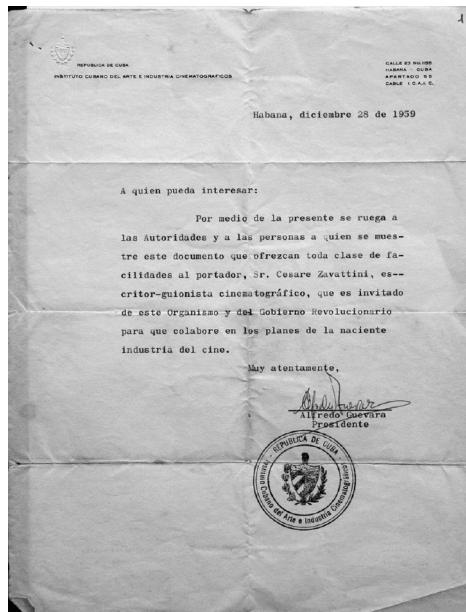 1
REPUBLICA DE CUBA
INSTITUTO CUBANO DEL ARTE E INDUSTRIA CINEMATOGRAFICOS
CALLE 23 No. 1155
HABANA - CUBA
APARTADO 55
CABLE I.C.A.I.C.
Habana, diciembre 28 de 1959
A quien pueda interesar:
Por medio de la presente se ruega a
las Autoridades y a las personas a quien se mues-
tre este documento que ofrezcan toda clase de fa-
cilidades al portador, Sr. Cesare Zavattini, es--
critor-guionista cinematográfico, que es invitado
de este Organismo y del Gobierno Revolucionario
para que colabore en los planes de la naciente
industria del cine.
Muy atentamente,
Alfredo Guevara
Presidente
REPUBLICA DE CUBA
Instituto Cubano del Arte e Industria Cinematográficos